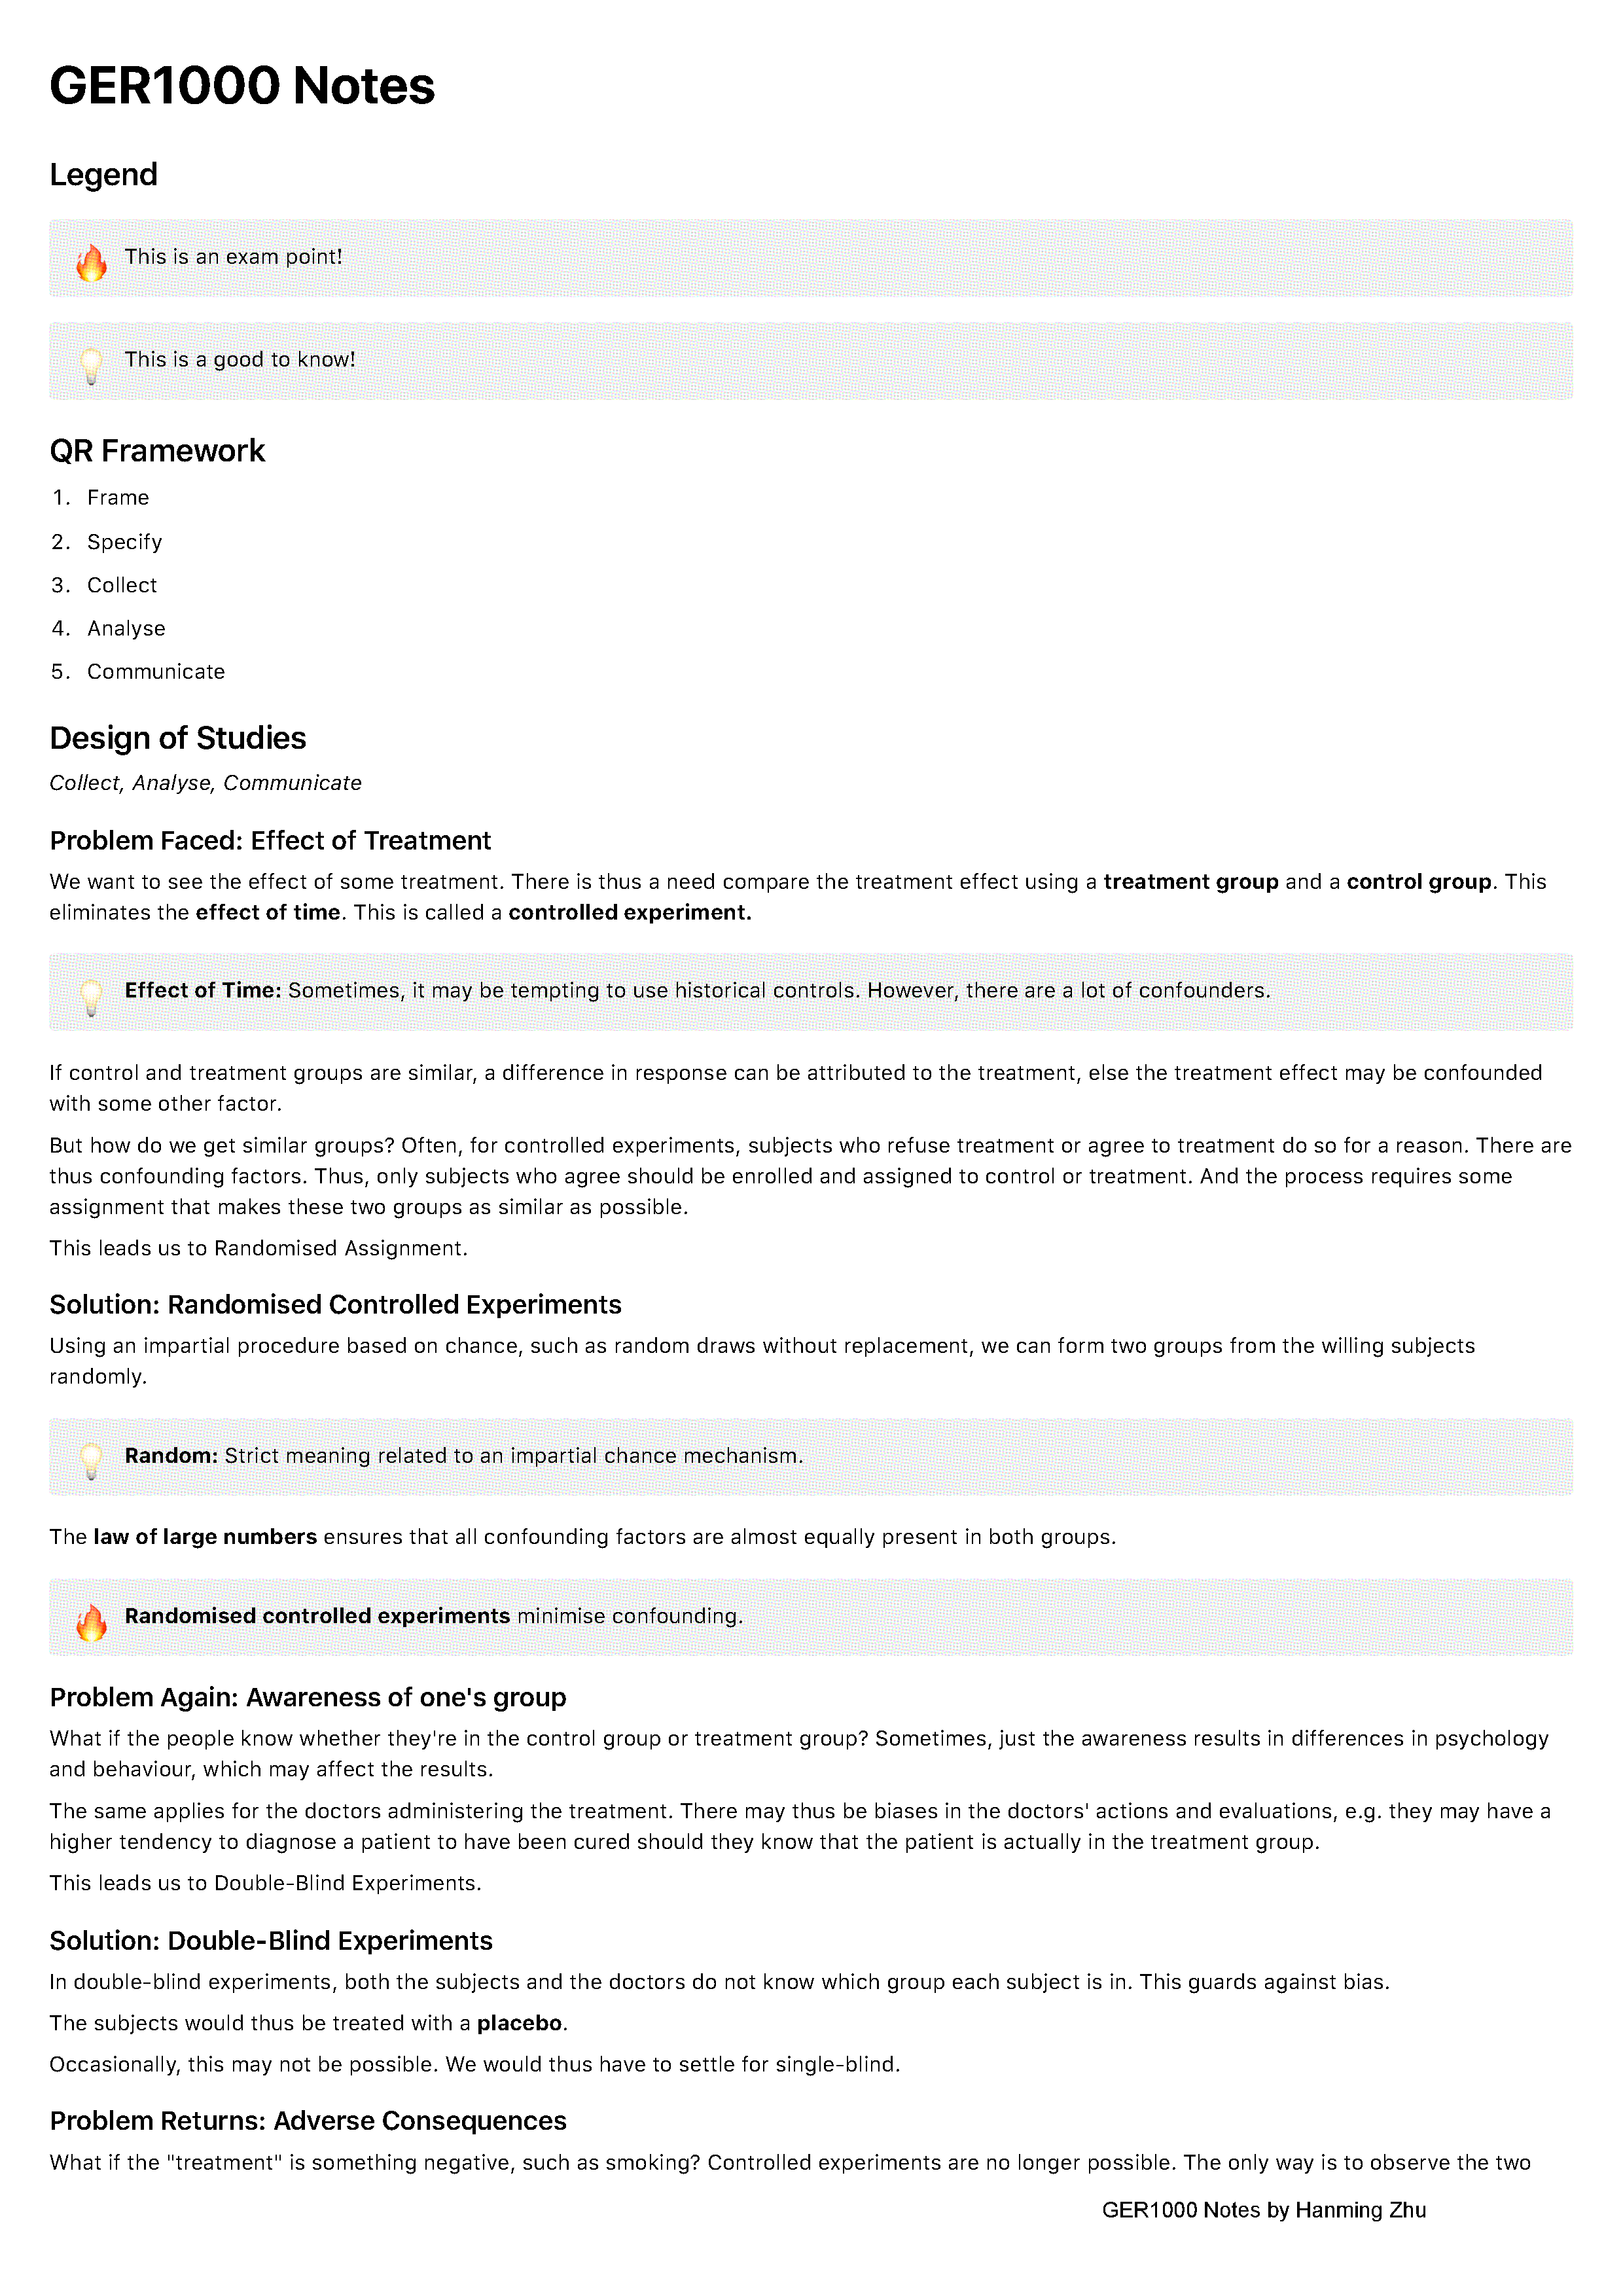 GER1000 Notes
Legend
This is an exam point!
This is a good to know!
QR Framework
1. Frame
2. Specify
3. Collect
4. Analyse
5. Communicate
Design of Studies
Collect, Analyse, Communicate
Problem Faced: Effect of Treatment
We want to see the effect of some treatment. There is thus a need compare the treatment effect using a treatment group and a control group. This
eliminates the effect of time. This is called a controlled experiment.
Effect of Time: Sometimes, it may be tempting to use historical controls. However, there are a lot of confounders.
If control and treatment groups are similar, a difference in response can be attributed to the treatment, else the treatment effect may be confounded
with some other factor.
But how do we get similar groups? Often, for controlled experiments, subjects who refuse treatment or agree to treatment do so for a reason. There are
thus confounding factors. Thus, only subjects who agree should be enrolled and assigned to control or treatment. And the process requires some
assignment that makes these two groups as similar as possible.
This leads us to Randomised Assignment.
Solution: Randomised Controlled Experiments
Using an impartial procedure based on chance, such as random draws without replacement, we can form two groups from the willing subjects
randomly.
Random: Strict meaning related to an impartial chance mechanism.
The law of large numbers ensures that all confounding factors are almost equally present in both groups.
Randomised controlled experiments minimise confounding.
Problem Again: Awareness of one's group
What if the people know whether they're in the control group or treatment group? Sometimes, just the awareness results in differences in psychology
and behaviour, which may affect the results.
The same applies for the doctors administering the treatment. There may thus be biases in the doctors' actions and evaluations, e.g. they may have a
higher tendency to diagnose a patient to have been cured should they know that the patient is actually in the treatment group.
This leads us to Double-Blind Experiments.
Solution: Double-Blind Experiments
In double-blind experiments, both the subjects and the doctors do not know which group each subject is in. This guards against bias.
The subjects would thus be treated with a placebo.
Occasionally, this may not be possible. We would thus have to settle for single-blind.
Problem Returns: Adverse Consequences
What if the "treatment" is something negative, such as smoking? Controlled experiments are no longer possible. The only way is to observe the two
GER1000 Notes by Hanming Zhu